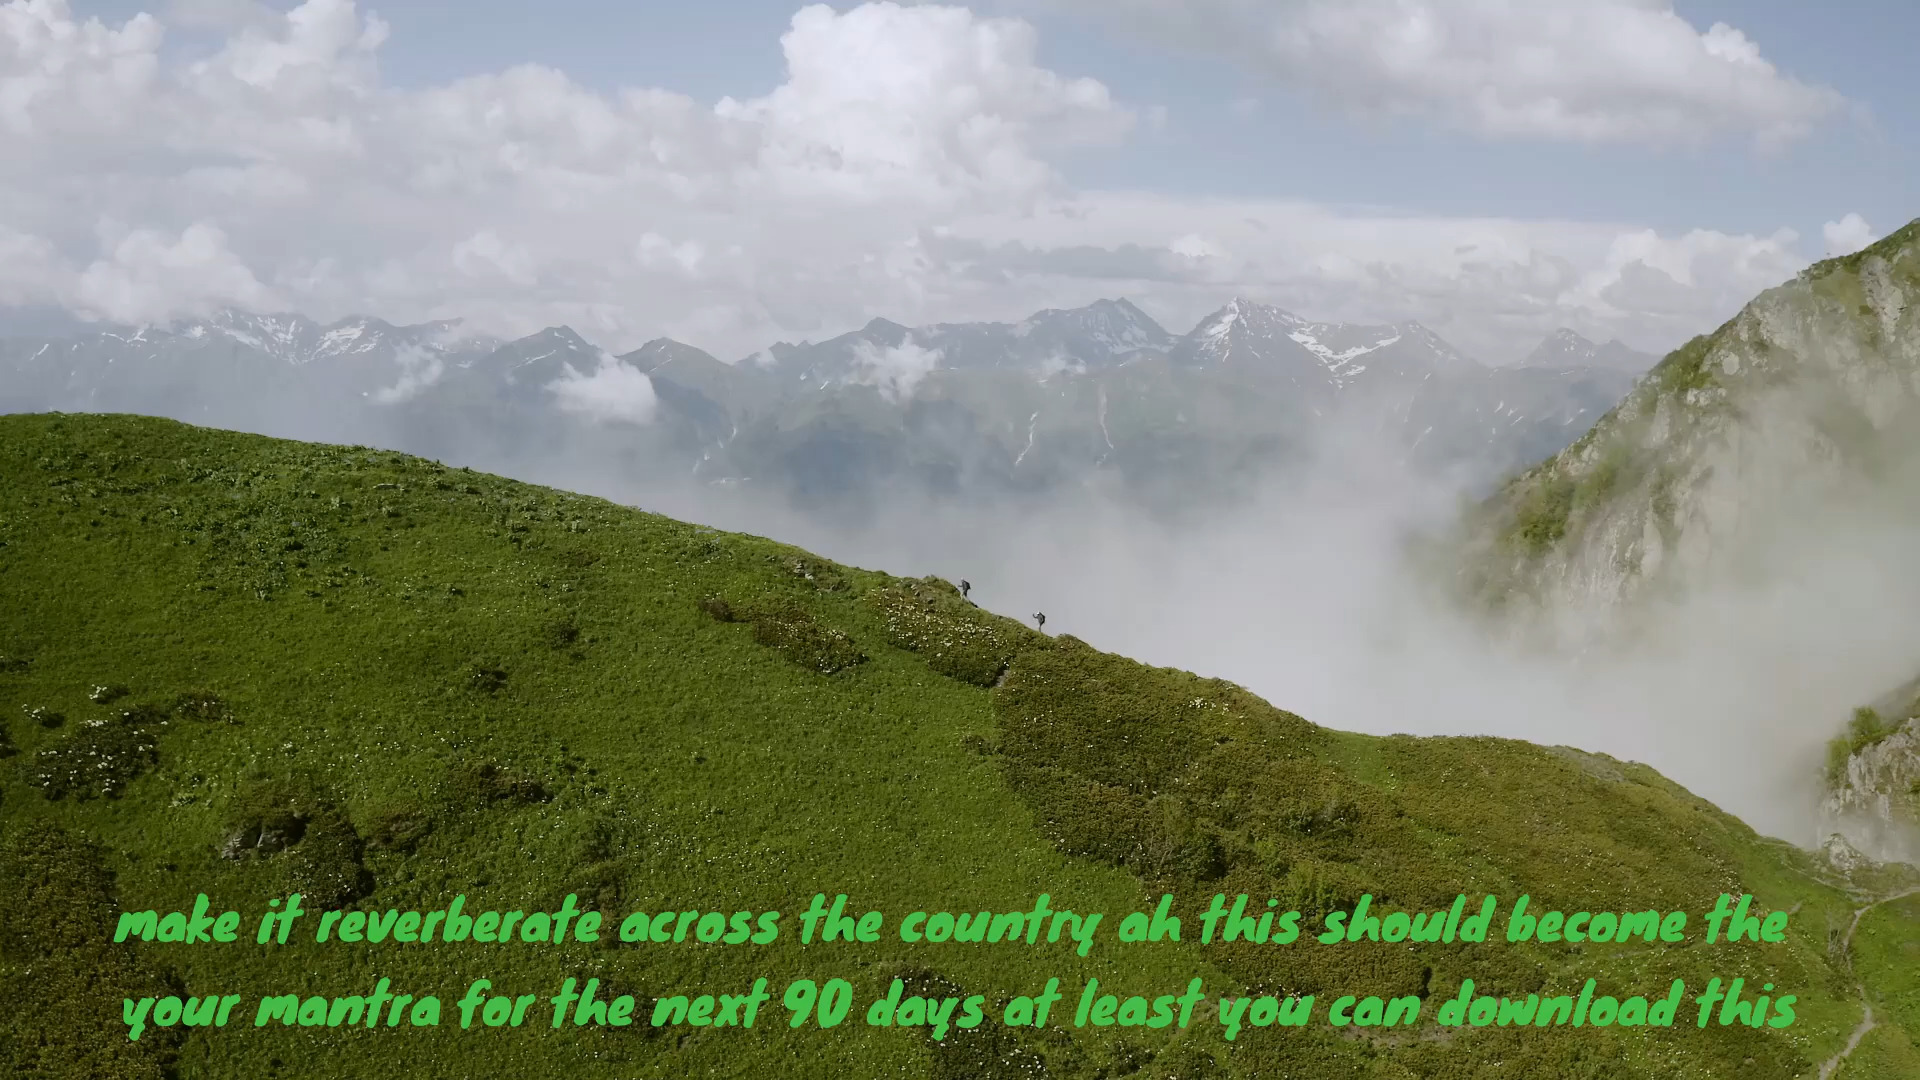 make it reverberate across the country ah this should become the
your mantra for the next 90 days at least you can download this